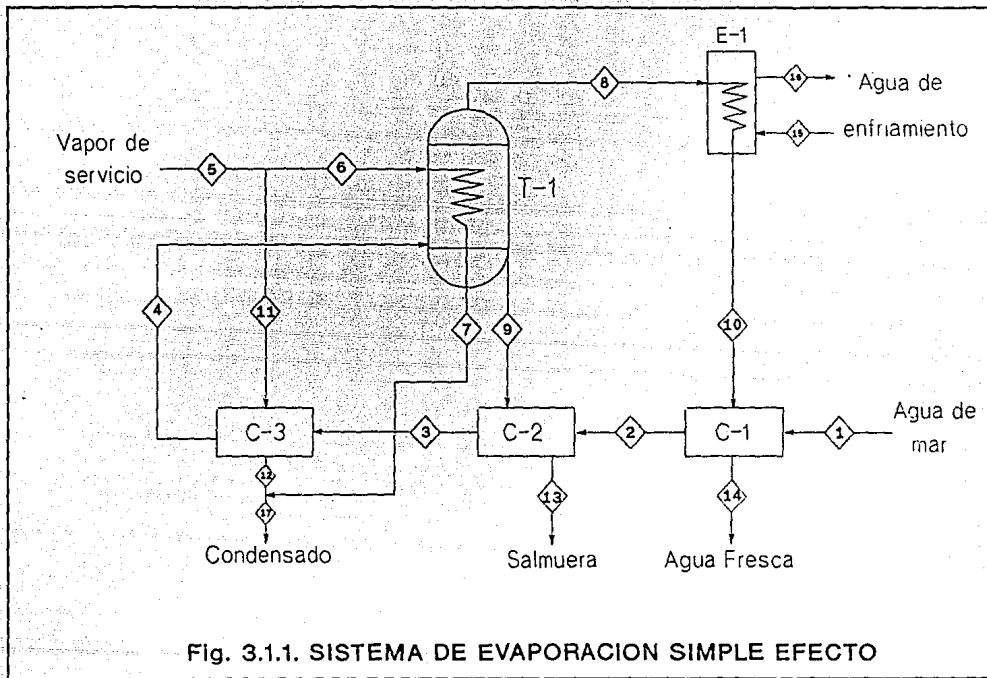 E-1
8
16
Agua de
15
enfriamiento
Vapor de
servicio
5
6
T-1
4
11
7
9
10
Agua de
mar
C-3
3
C-2
2
C-1
1
12
17
13
14
Condensado
Salmuera
Agua Fresca
Fig. 3.1.1. SISTEMA DE EVAPORACION SIMPLE EFECTO